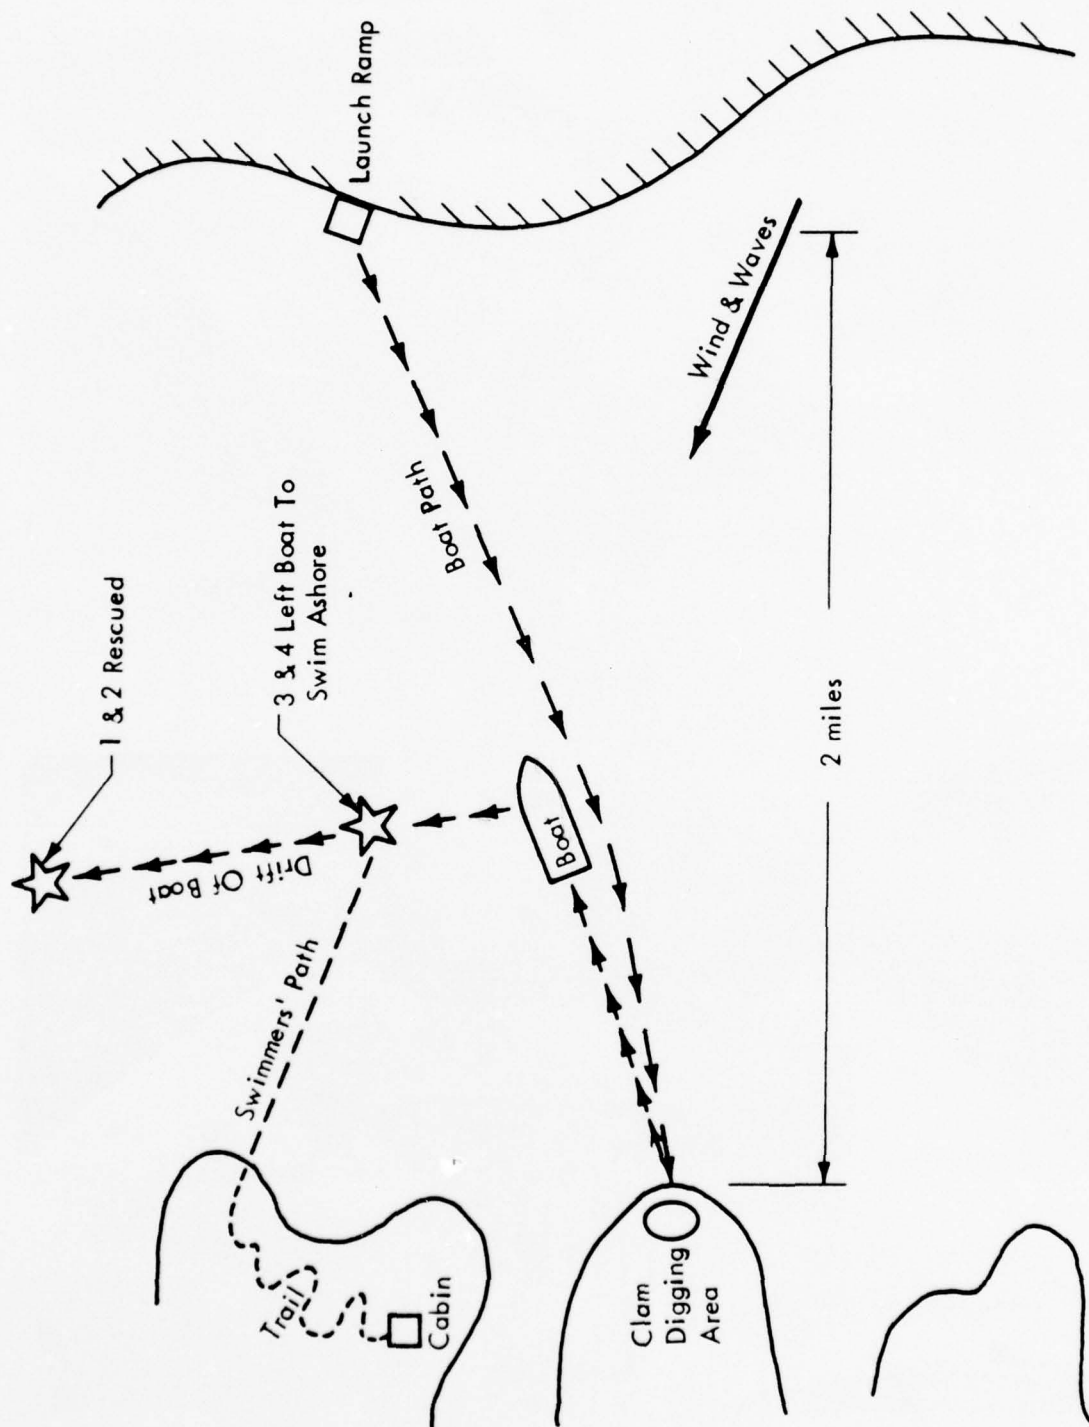 Launch Ramp
1 & 2 Rescued
3 & 4 Left Boat To
Swim Ashore
Wind & Waves
Boat Path
Drift Of Boat
Boat
2 miles
Swimmers' Path
Trail
Cabin
Clam
Digging
Area